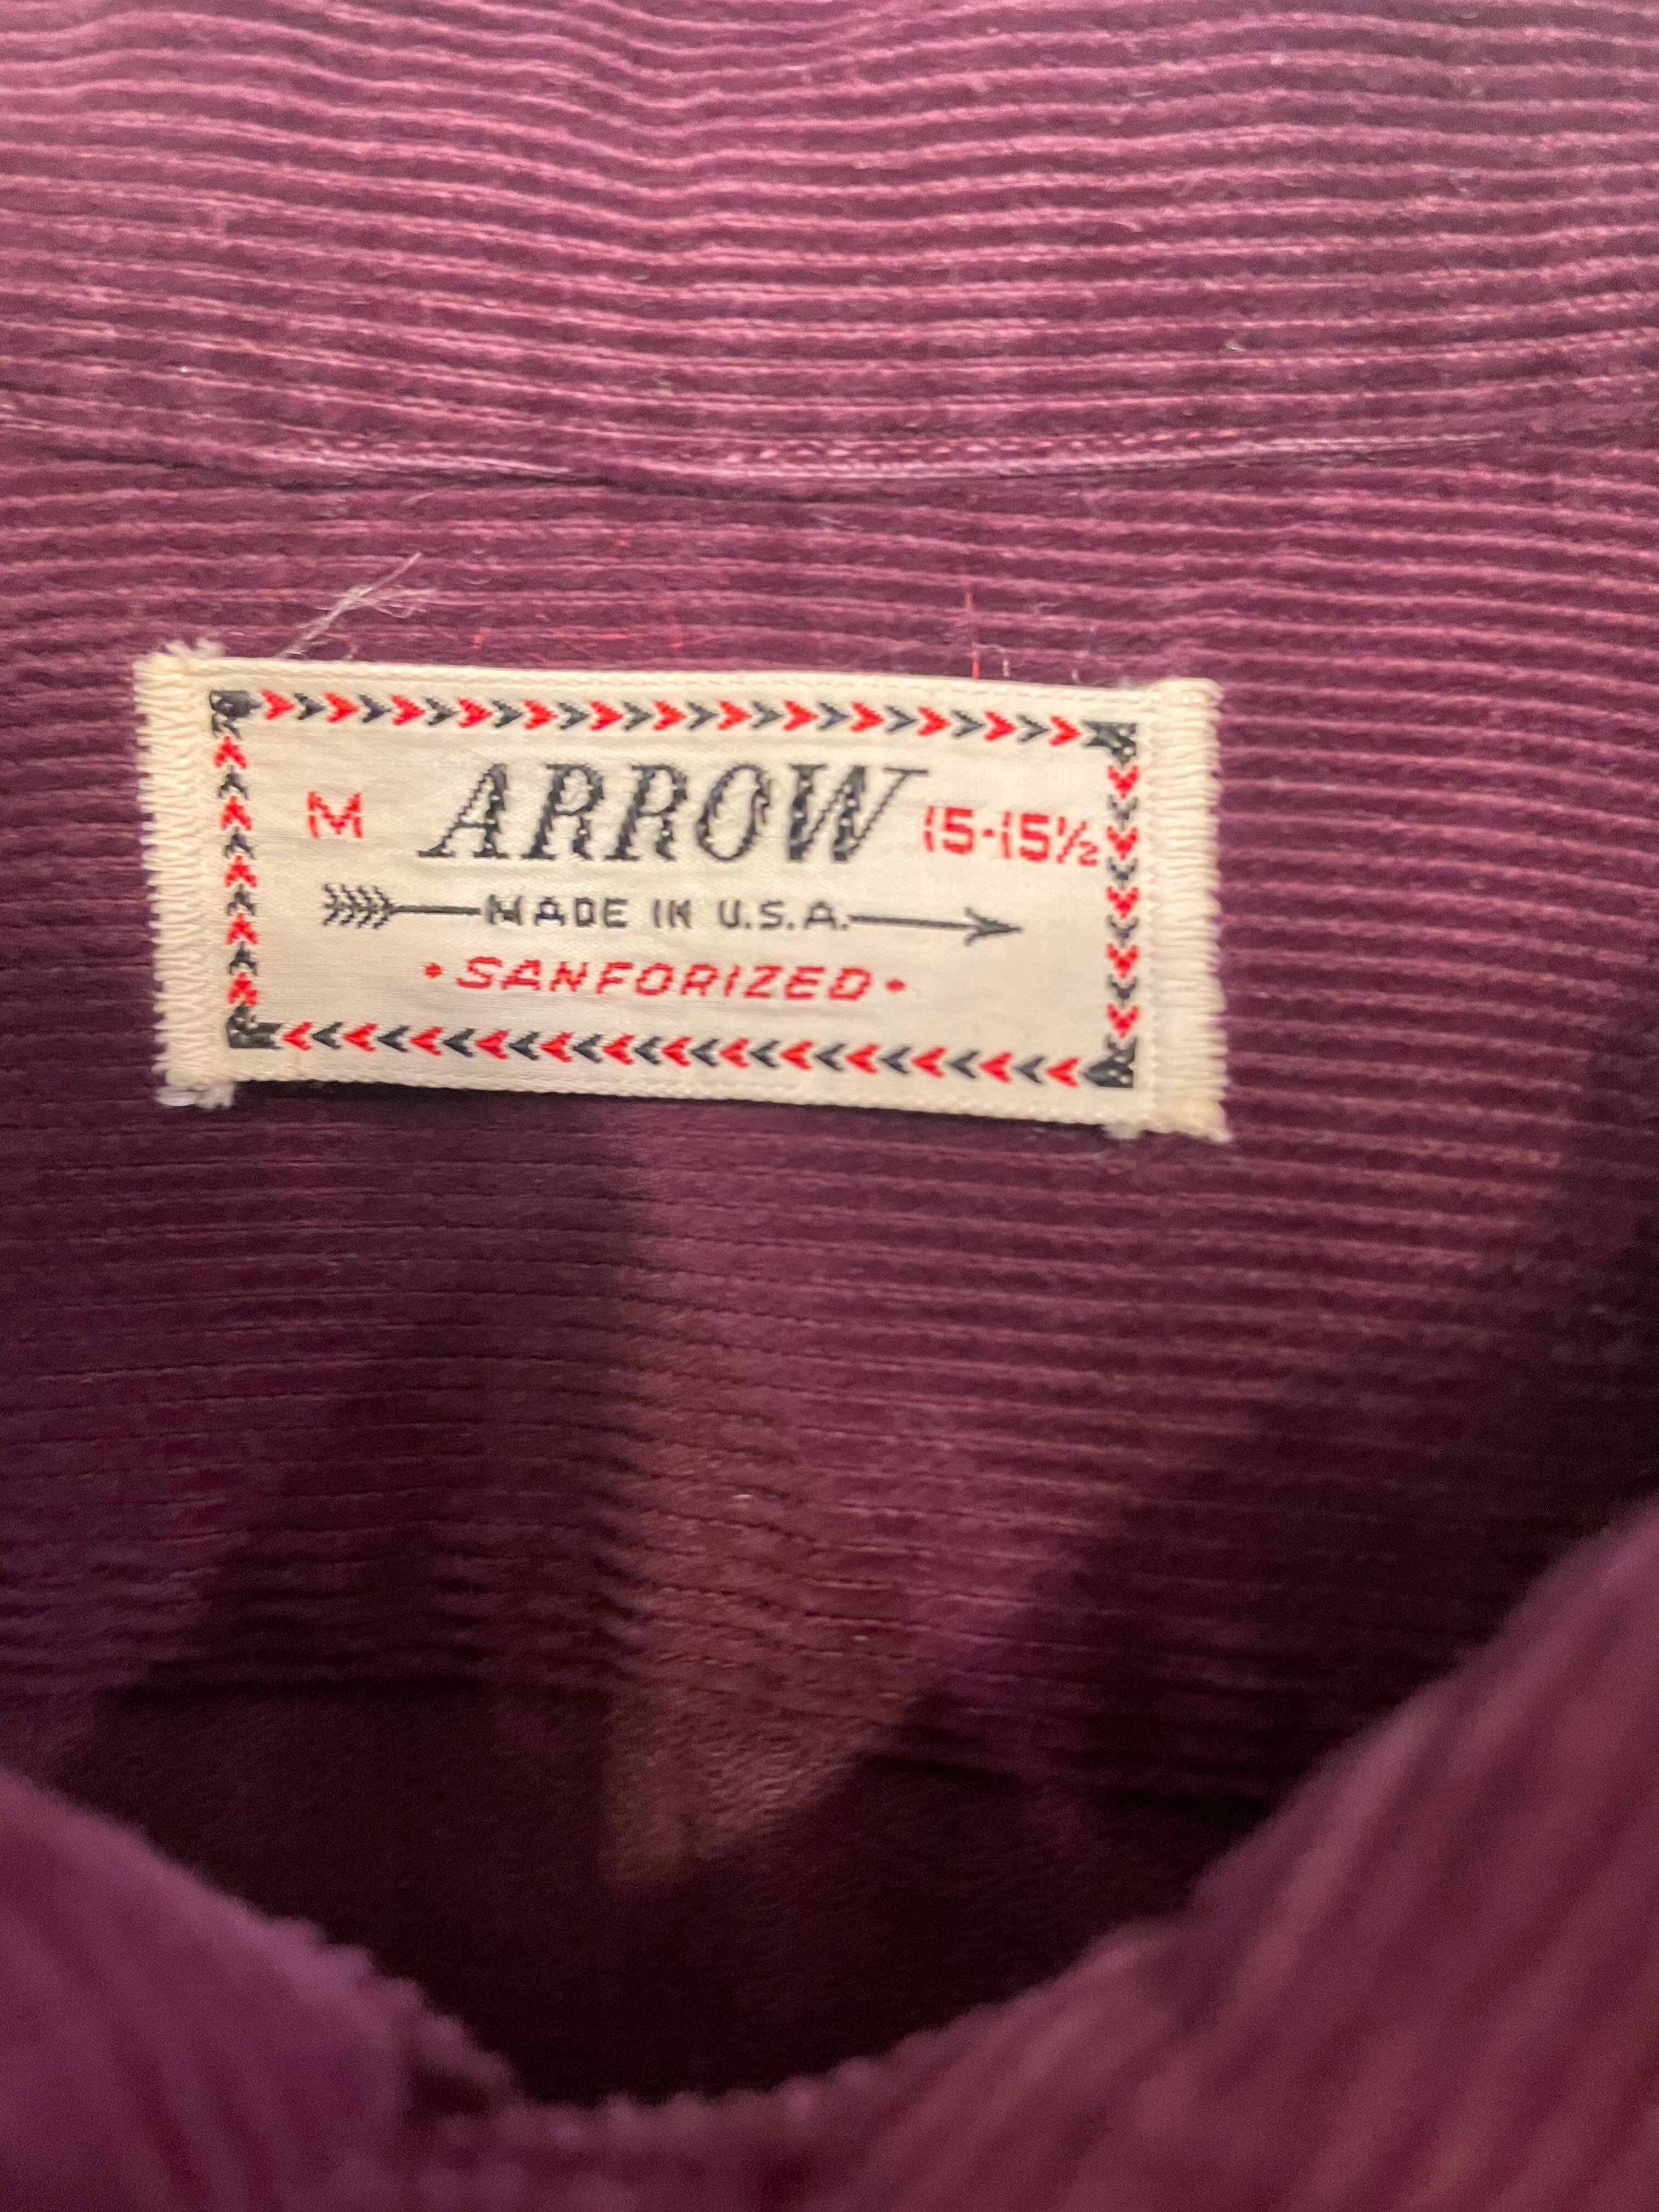 M ARROW 15-15½
MADE IN U.S.A.
• SANFORIZED •